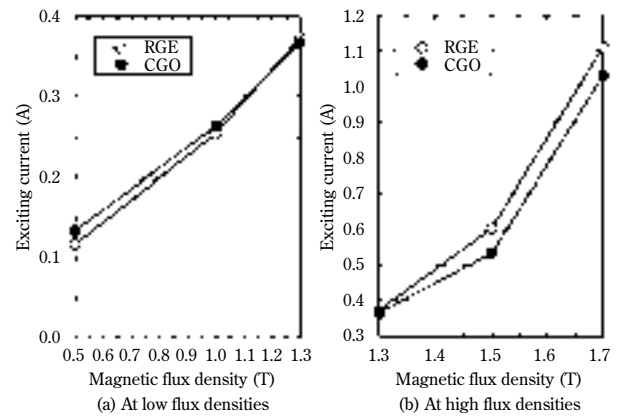 0.4
0.3
0.2
0.1
0.0
Exciting current (A)
RGE
CGO
0.5 0.6 0.7 0.8 0.9 1.0 1.1 1.2 1.3
Magnetic flux density (T)
(a) At low flux densities
1.2
1.1
1.0
0.9
0.8
0.7
0.6
0.5
0.4
0.3
Exciting current (A)
RGE
CGO
1.3 1.4 1.5 1.6 1.7
Magnetic flux density (T)
(b) At high flux densities